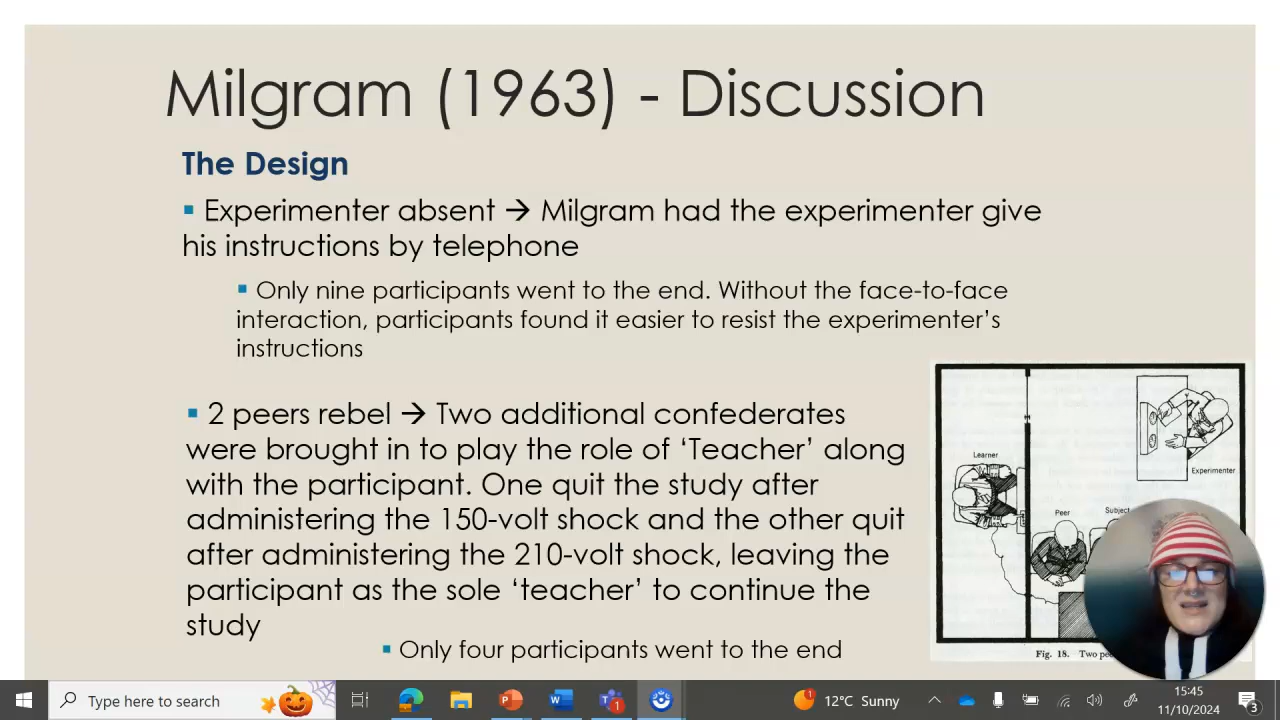 Milgram (1963) - Discussion
The Design
▪ Experimenter absent → Milgram had the experimenter give
his instructions by telephone
▪ Only nine participants went to the end. Without the face-to-face
interaction, participants found it easier to resist the experimenter's
instructions
▪ 2 peers rebel → Two additional confederates
were brought in to play the role of 'Teacher' along
with the participant. One quit the study after
administering the 150-volt shock and the other quit
after administering the 210-volt shock, leaving the
participant as the sole 'teacher' to continue the
study
▪ Only four participants went to the end
Learner
Experimenter
Peer
Subject
Fig. 18. Two
Type here to search
1
1
12°C Sunny
15:45
11/10/2024
3